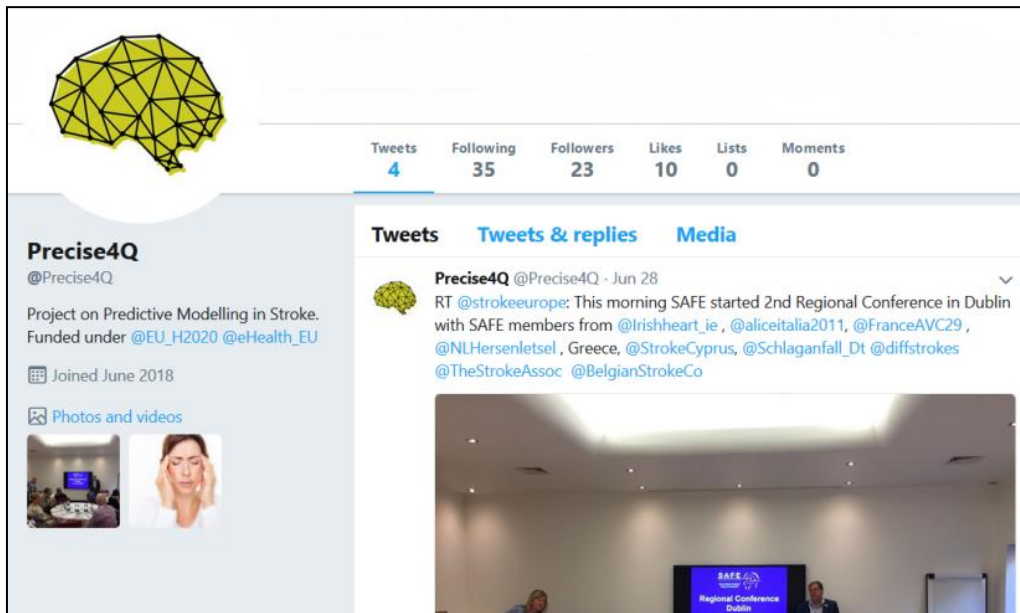 Tweets Following Followers Likes Lists Moments
4 35 23 10 0 0
Tweets Tweets & replies Media
Precise4Q
@Precise4Q
Project on Predictive Modelling in Stroke.
Funded under @EU_H2020 @eHealth_EU
Joined June 2018
Photos and videos
Precise4Q @Precise4Q · Jun 28
RT @strokeeurope: This morning SAFE started 2nd Regional Conference in Dublin
with SAFE members from @Irishheart_ie , @aliceitalia2011, @FranceAVC29 ,
@NLHersenletsel , Greece, @StrokeCyprus, @Schlaganfall_Dt @diffstrokes
@TheStrokeAssoc @BelgianStrokeCo
SAFE
Regional Conference
Dublin